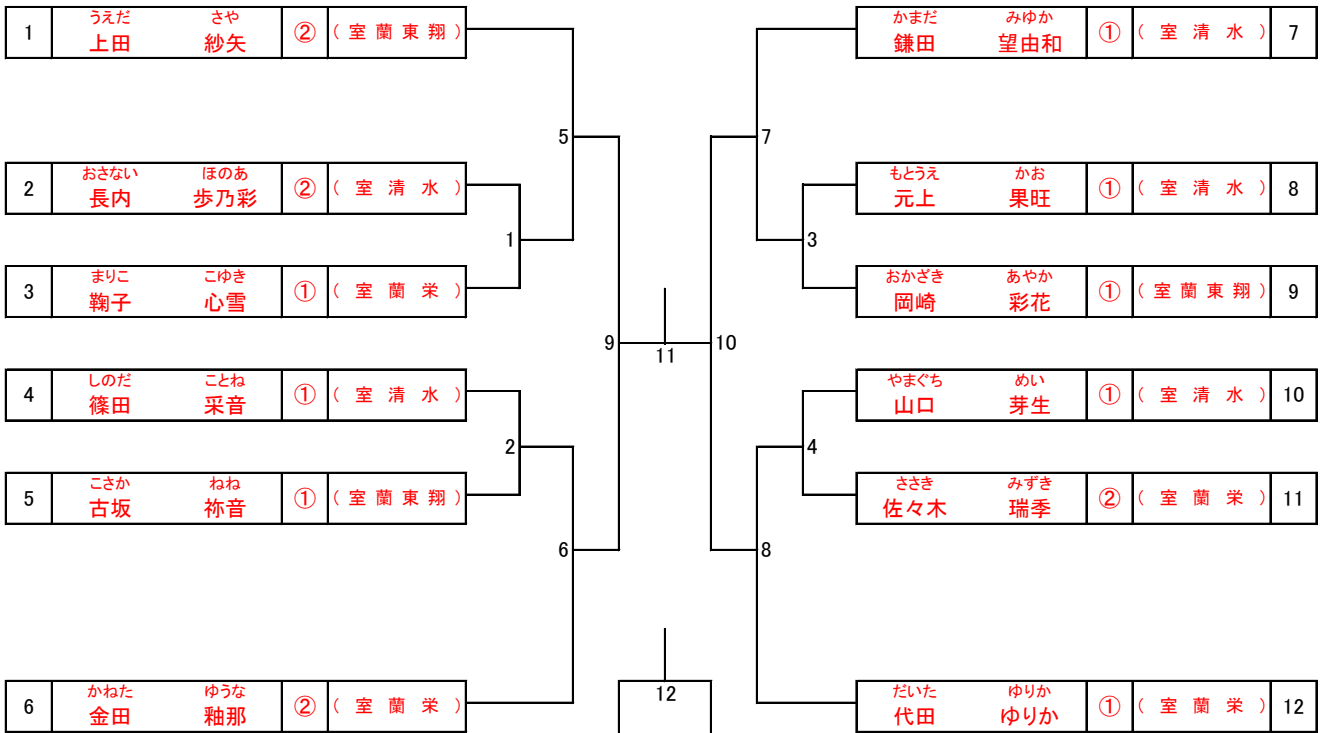 1 うえだ さや
上田 紗矢 ② (室蘭東翔)
2 おさない ほのあ
長内 歩乃彩 ② (室清水)
3 まりこ こゆき
鞠子 心雪 ① (室蘭栄)
4 しのだ ことね
篠田 采音 ① (室清水)
5 こさか ねね
古坂 祢音 ① (室蘭東翔)
6 かねた ゆうな
金田 釉那 ② (室蘭栄)
5
1
9
2
6
11
12
10
7
3
4
8
かまだ みゆか
鎌田 望由和 ① (室清水) 7
もとうえ かお
元上 果旺 ① (室清水) 8
おかざき あやか
岡崎 彩花 ① (室蘭東翔) 9
やまぐち めい
山口 芽生 ① (室清水) 10
ささき みずき
佐々木 瑞季 ② (室蘭栄) 11
だいた ゆりか
代田 ゆりか ① (室蘭栄) 12